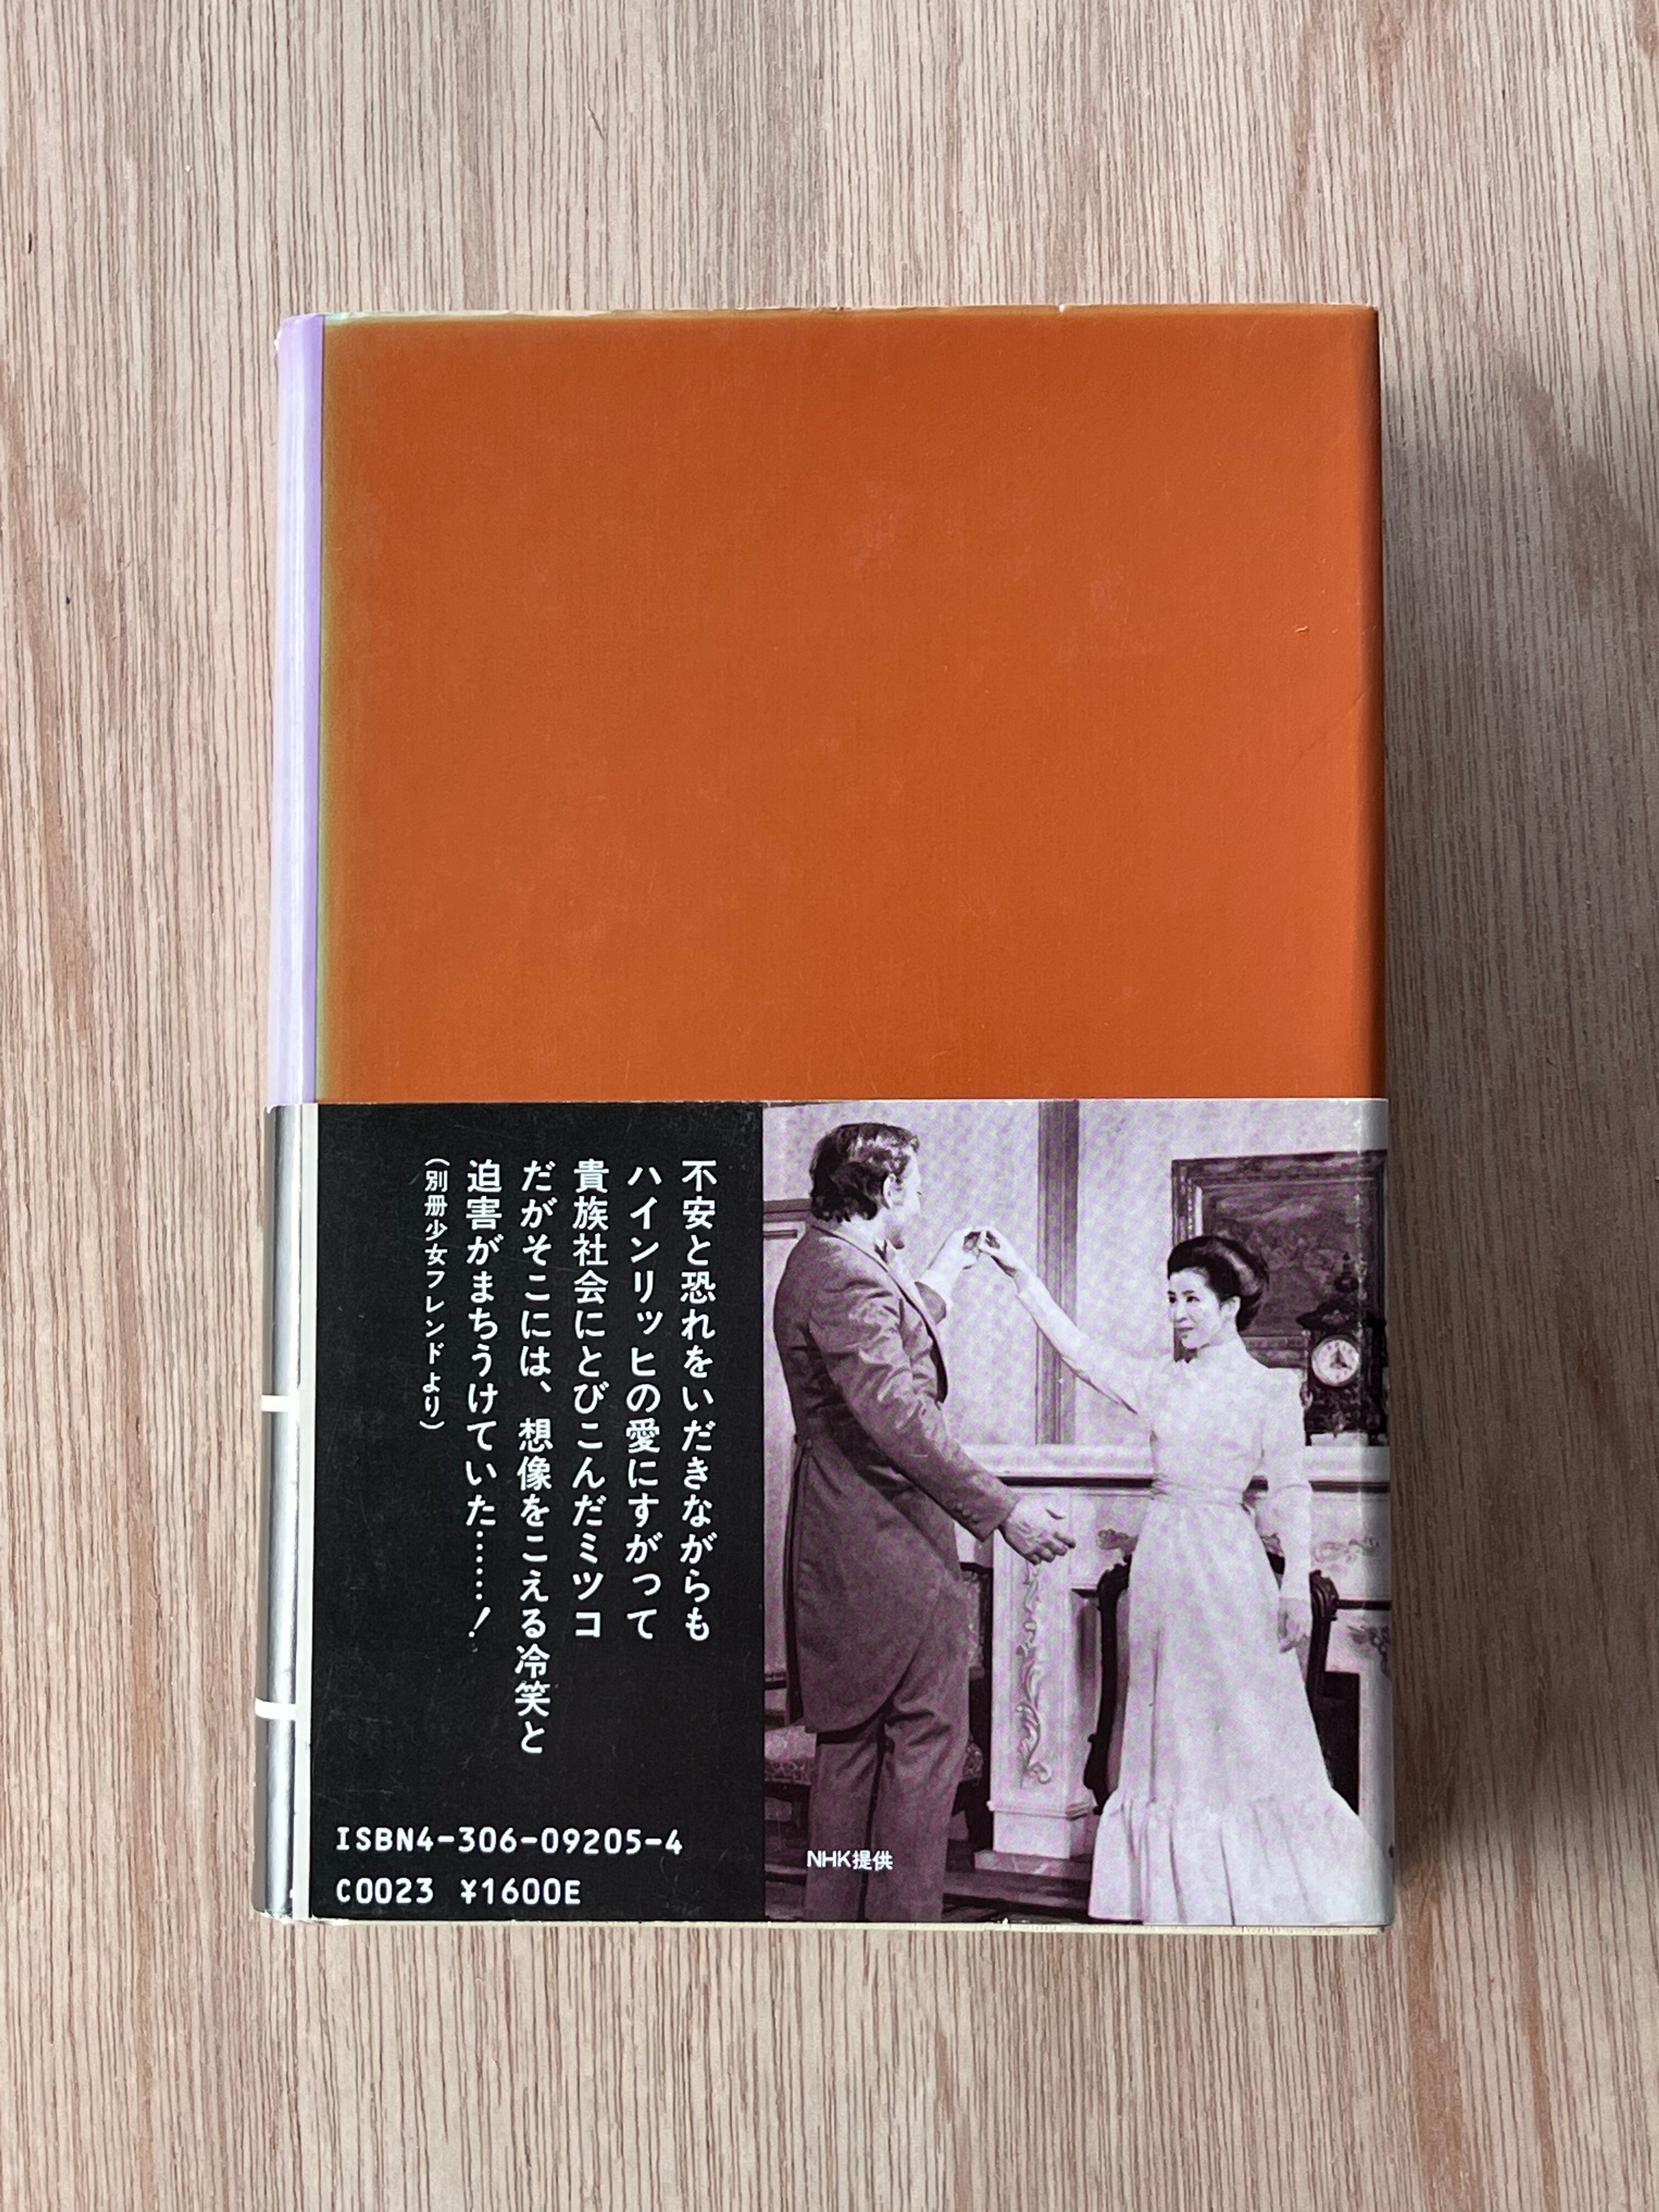 不安と恐れをいだきながらも
ハインリッヒの愛にすがって
貴族社会にとびこんだミツコ
だがそこには、想像をこえる冷笑と
迫害がまちうけていた……!
(別冊少女フレンドより)
ISBN4-306-09205-4
C0023 ¥1600E
NHK提供